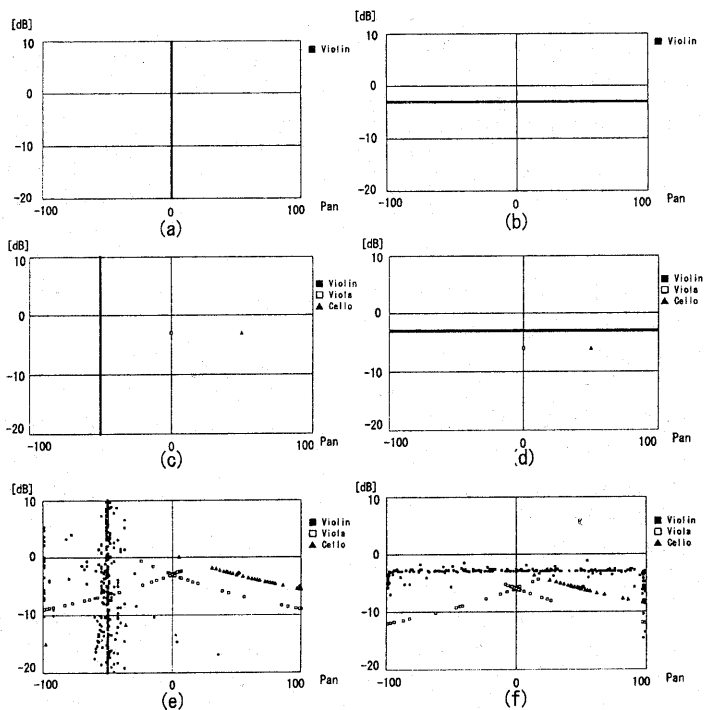 [dB] [dB]
10 10
■ Violin ■ Violin
0 0
-10 -10
-20 -20
-100 0 100 Pan -100 0 100 Pan
(a) (b)
[dB] [dB]
10 10
■ Violin ■ Violin
□ Viola □ Viola
▲ Cello ▲ Cello
0 0
-10 -10
-20 -20
-100 0 100 Pan -100 0 100 Pan
(c) (d)
[dB] [dB]
10 10
■ Violin ■ Violin
□ Viola □ Viola
▲ Cello ▲ Cello
0 0
-10 -10
-20 -20
-100 0 100 Pan -100 0 100 Pan
(e) (f)